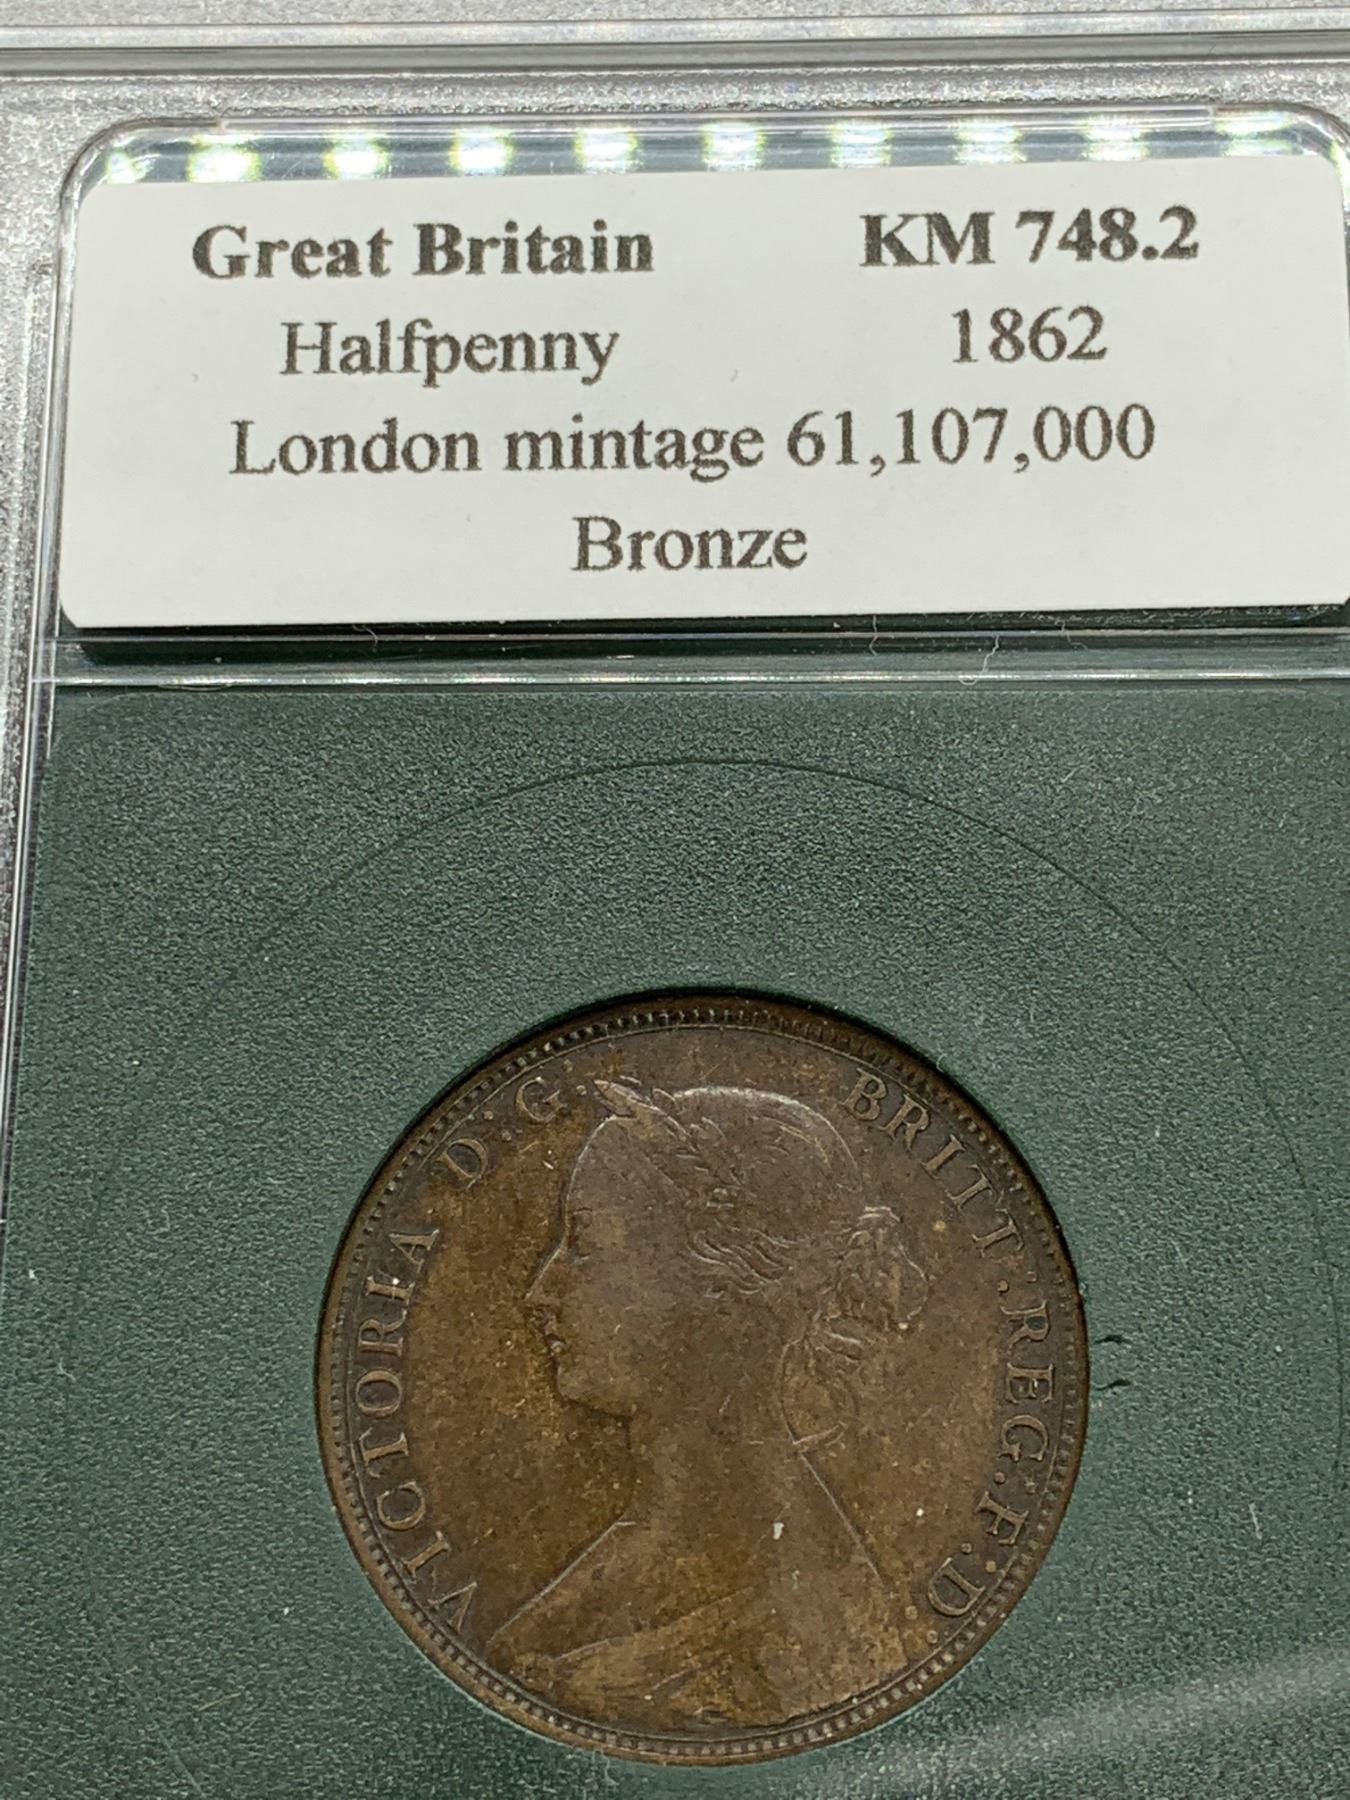 Great Britain KM 748.2
Halfpenny 1862
London mintage 61,107,000
Bronze
VICTORIA D:G: BRITT.REG.F:D: